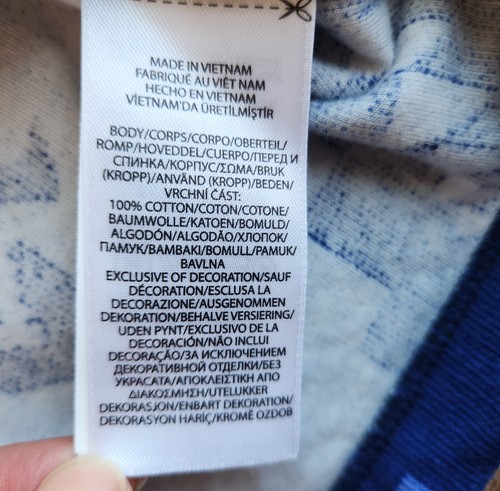 MADE IN VIETNAM
FABRIQUÉ AU VIÊT NAM
HECHO EN VIETNAM
VİETNAM'DA ÜRETİLMİŞTİR
BODY/CORPS/CORPO/OBERTEIL/
ROMP/HOVEDDEL/CUERPO/ПЕРЕД И
СПИНКА/КОРПУС/ΣΩΜΑ/BRUK
(KROPP)/ANVÄND (KROPP)/BEDEN/
VRCHNÍ ČÁST:
100% COTTON/COTON/COTONE/
BAUMWOLLE/KATOEN/BOMULD/
ALGODÓN/ALGODÃO/ХЛОПОК/
ПАМУК/ΒΑΜΒΑΚΙ/BOMULL/PAMUK/
BAVLNA
EXCLUSIVE OF DECORATION/SAUF
DÉCORATION/ESCLUSA LA
DECORAZIONE/AUSGENOMMEN
DEKORATION/BEHALVE VERSIERING/
UDEN PYNT/EXCLUSIVO DE LA
DECORACIÓN/NÃO INCLUI
DECORAÇÃO/ЗА ИСКЛЮЧЕНИЕМ
ДЕКОРАТИВНОЙ ОТДЕЛКИ/БЕЗ
УКРАСАТА/ΑΠΟΚΛΕΙΣΤΙΚΗ ΑΠΟ
ΔΙΑΚΟΣΜΗΣΗ/UTELUKKER
DEKORASJON/ENBART DEKORATION/
DEKORASYON HARİÇ/KROMĚ OZDOB